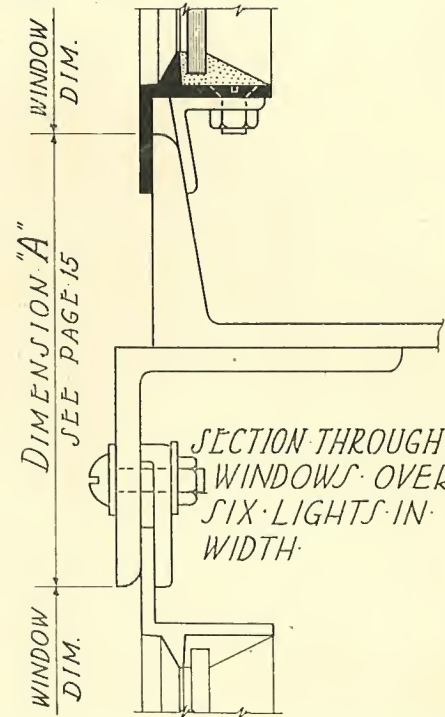 WINDOW
DIM.
DIMENSION "A"
SEE PAGE 15
SECTION THROUGH
WINDOWS · OVER
SIX · LIGHTS · IN ·
WIDTH ·
WINDOW
DIM.